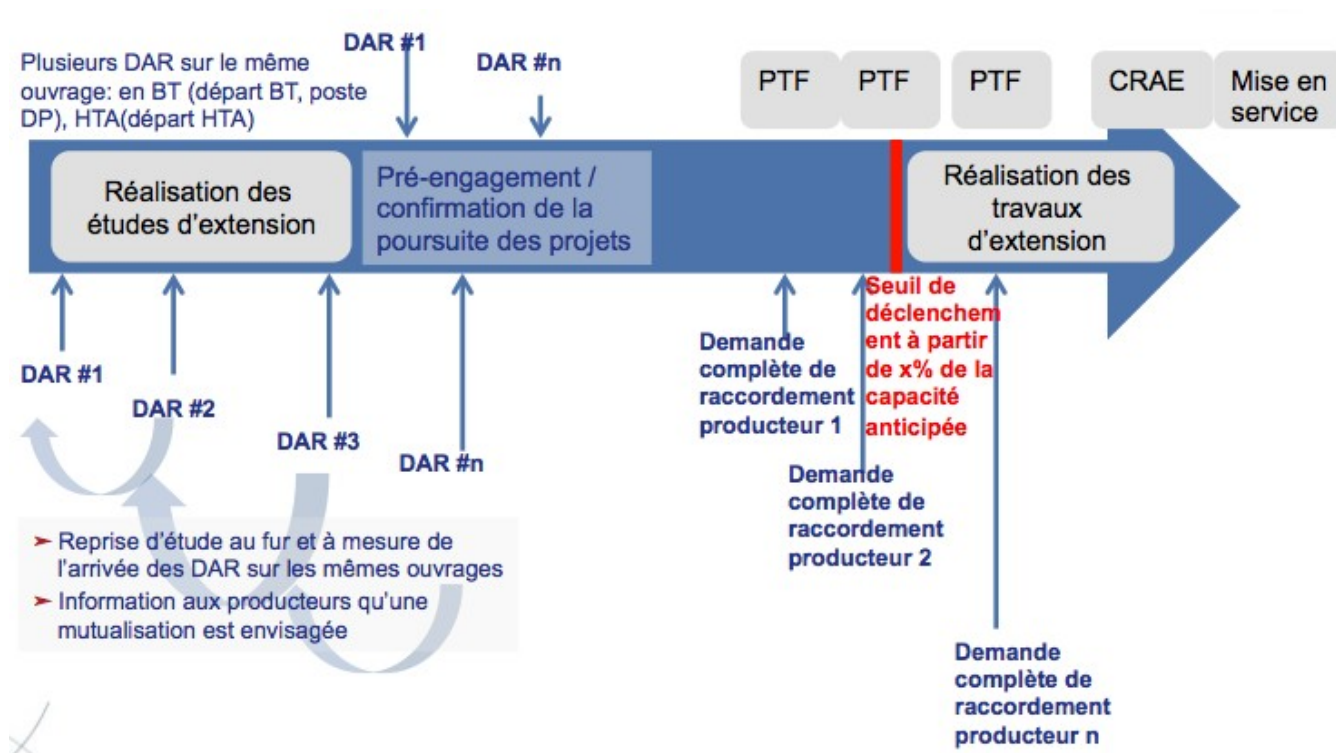 Plusieurs DAR sur le même
ouvrage: en BT (départ BT, poste
DP), HTA(départ HTA)
DAR #1
DAR #n
PTF
PTF
PTF
CRAE
Mise en
service
Réalisation des
études d'extension
Pré-engagement /
confirmation de la
poursuite des projets
Réalisation des
travaux
d'extension
DAR #1
DAR #2
DAR #3
DAR #n
Demande
complète de
raccordement
producteur 1
Seuil de
déclenchem
ent à partir
de x% de la
capacité
anticipée
Demande
complète de
raccordement
producteur 2
Demande
complète de
raccordement
producteur n
➢ Reprise d'étude au fur et à mesure de
l'arrivée des DAR sur les mêmes ouvrages
➢ Information aux producteurs qu'une
mutualisation est envisagée